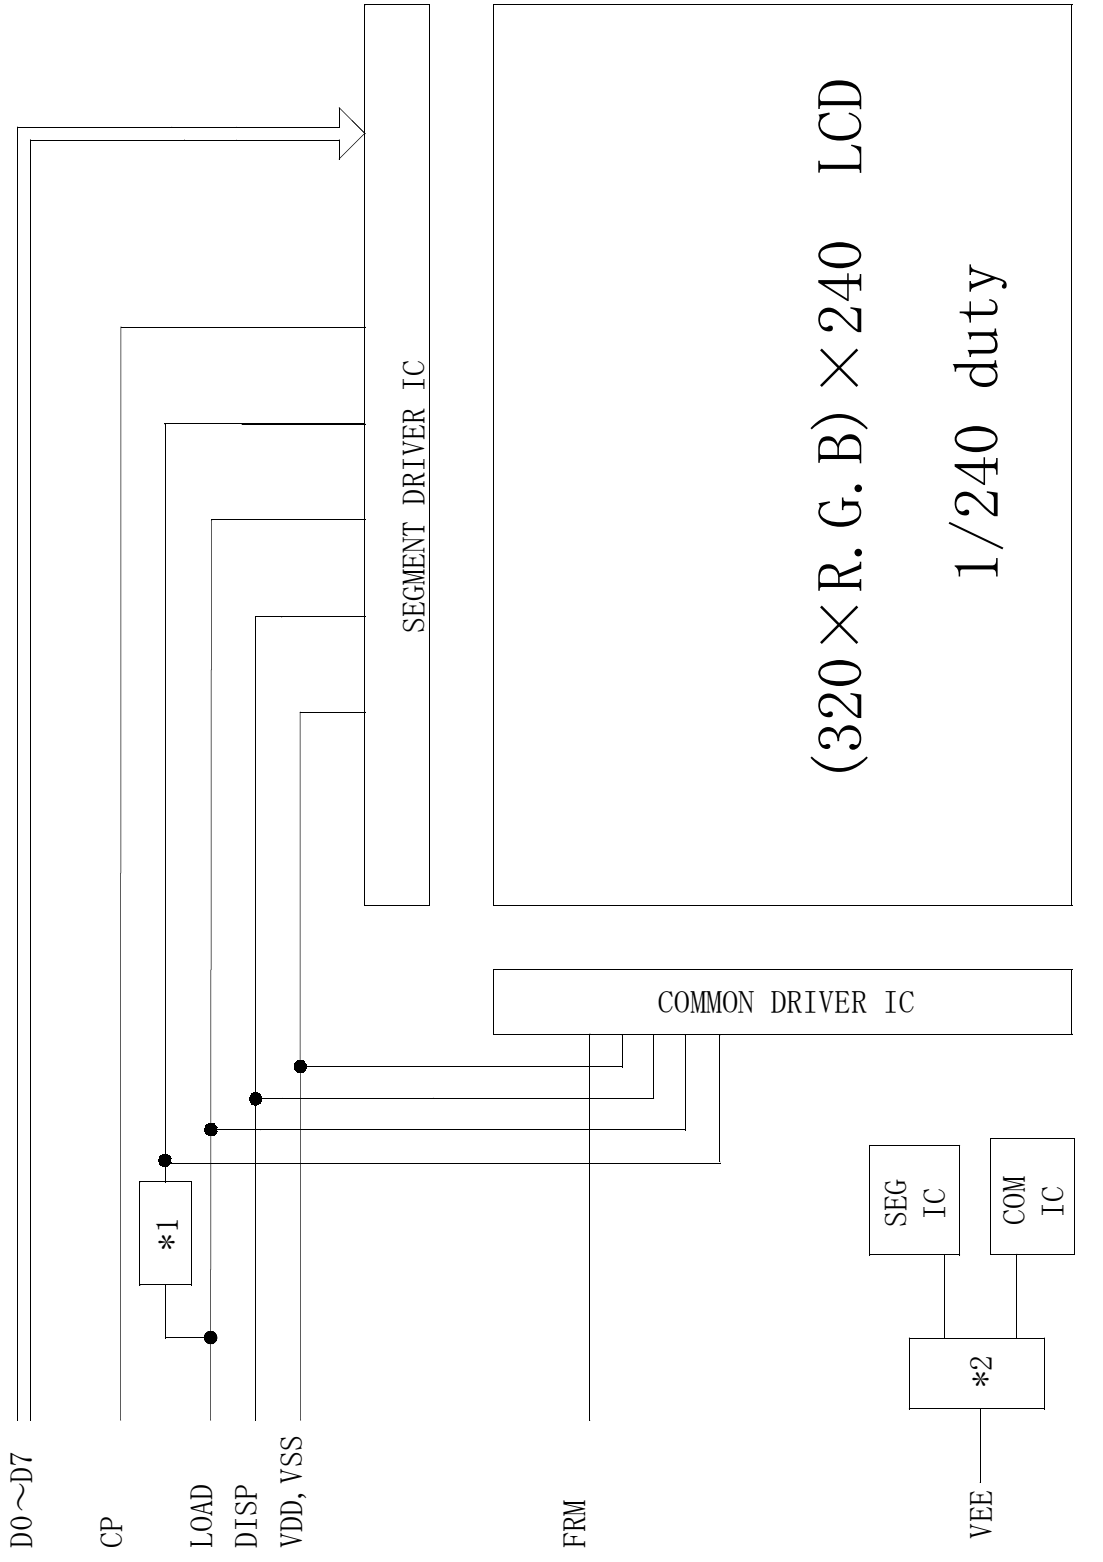 D0～D7
CP
LOAD
DISP
VDD,VSS
FRM
VEE
SEGMENT DRIVER IC
(320×R.G.B)×240 LCD
1/240 duty
COMMON DRIVER IC
*1
SEG
IC
COM
IC
*2